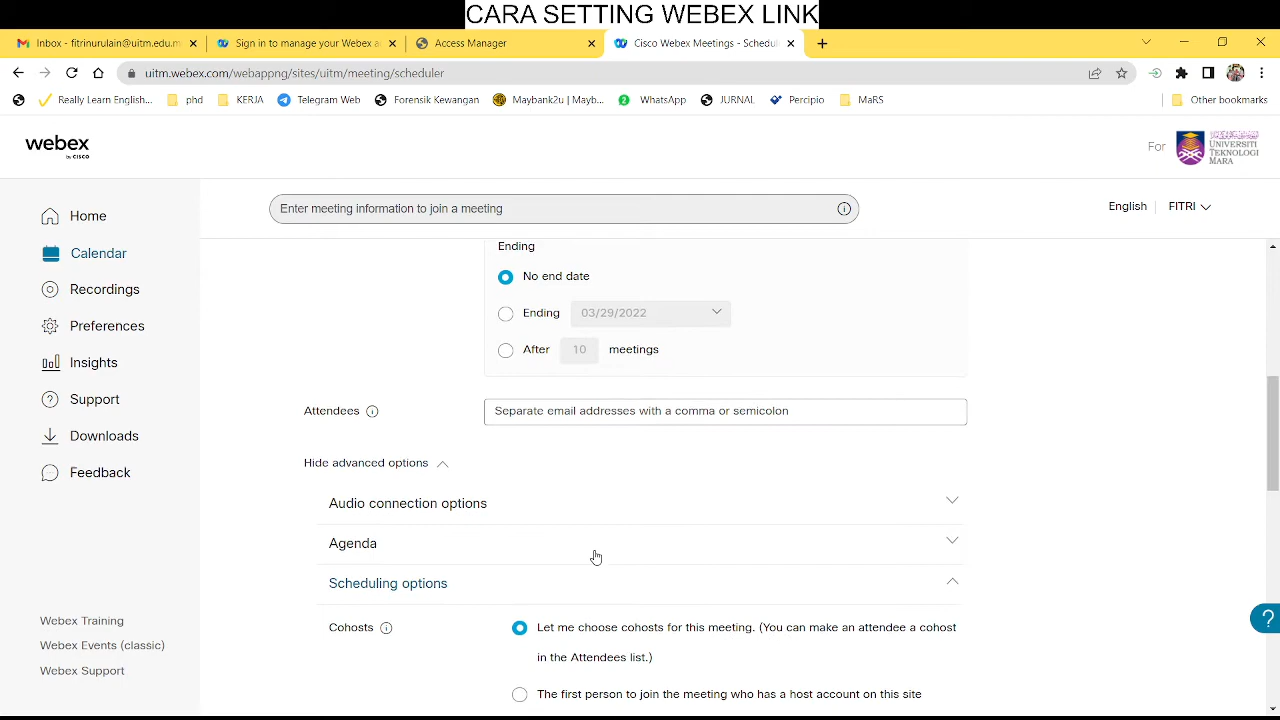 CARA SETTING WEBEX LINK
Inbox - fitrinurulain@uitm.edu.m
Sign in to manage your Webex a
Access Manager
Cisco Webex Meetings - Schedul
uitm.webex.com/webappng/sites/uitm/meeting/scheduler
Really Learn English...
phd
KERJA
Telegram Web
Forensik Kewangan
Maybank2u | Mayb...
WhatsApp
JURNAL
Percipio
MaRS
Other bookmarks
webex
by CISCO
For
UNIVERSITI
TEKNOLOGI
MARA
Enter meeting information to join a meeting
English
FITRI
Home
Calendar
Recordings
Preferences
Insights
Support
Downloads
Feedback
Webex Training
Webex Events (classic)
Webex Support
Ending
No end date
Ending 03/29/2022
After 10 meetings
Attendees
Separate email addresses with a comma or semicolon
Hide advanced options
Audio connection options
Agenda
Scheduling options
Cohosts
Let me choose cohosts for this meeting. (You can make an attendee a cohost
in the Attendees list.)
The first person to join the meeting who has a host account on this site
?